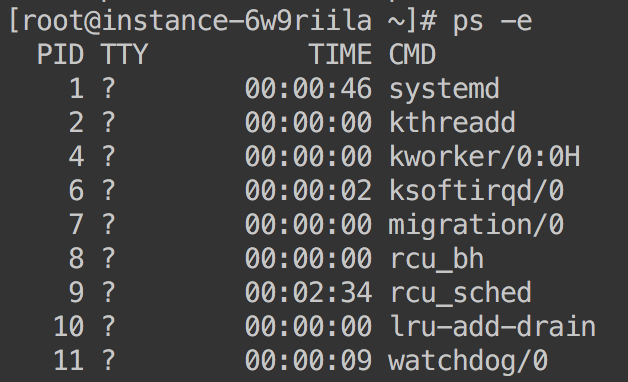 [root@instance-6w9riila ~]# ps -e
  PID TTY          TIME CMD
    1 ?        00:00:46 systemd
    2 ?        00:00:00 kthreadd
    4 ?        00:00:00 kworker/0:0H
    6 ?        00:00:02 ksoftirqd/0
    7 ?        00:00:00 migration/0
    8 ?        00:00:00 rcu_bh
    9 ?        00:02:34 rcu_sched
   10 ?        00:00:00 lru-add-drain
   11 ?        00:00:09 watchdog/0